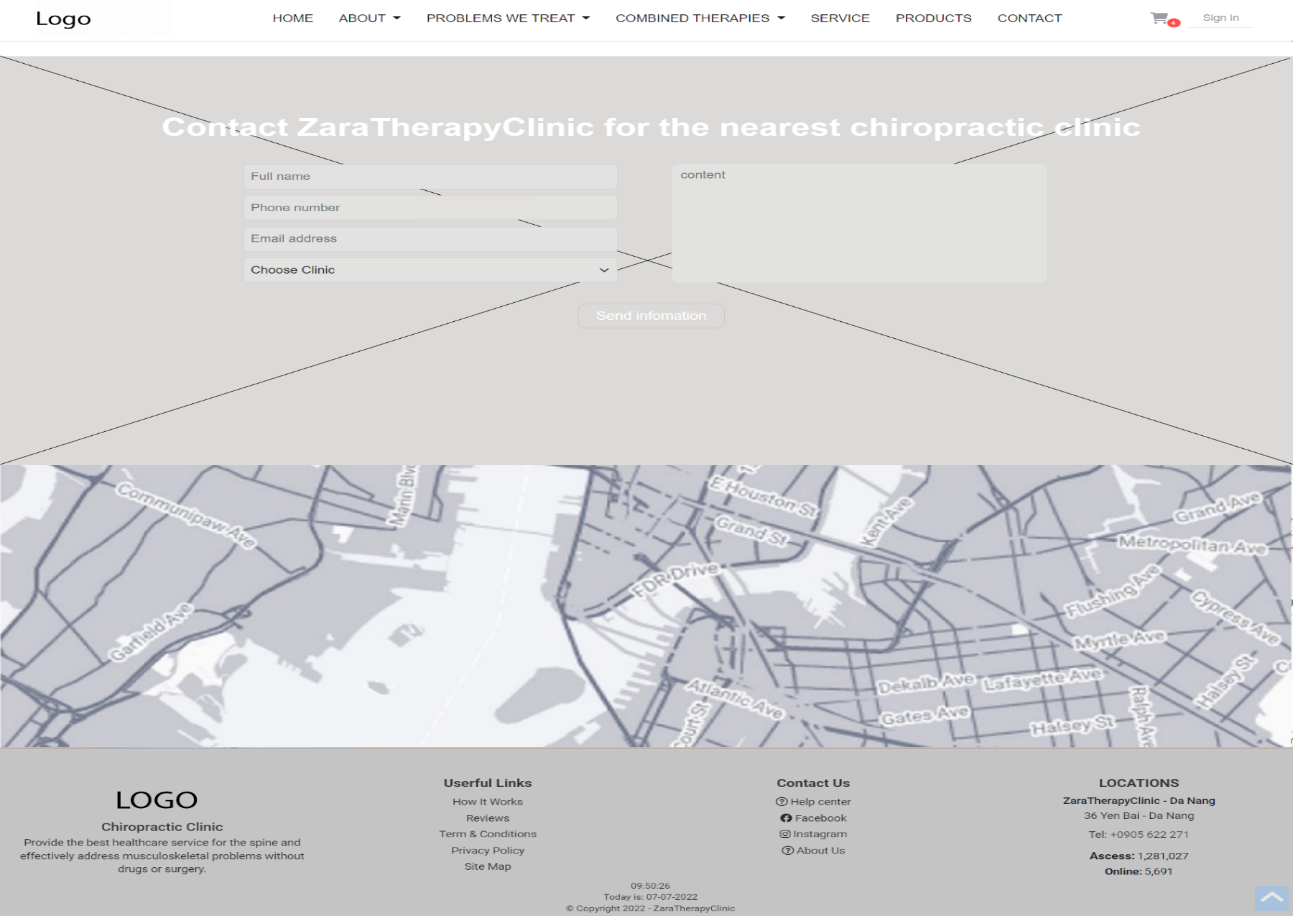 Logo
HOME ABOUT PROBLEMS WE TREAT COMBINED THERAPIES SERVICE PRODUCTS CONTACT
Sign in
Contact ZaraTherapyClinic for the nearest chiropractic clinic
Full name
Phone number
Email address
Choose Clinic
content
Send infomation
Communipaw Ave
Marin Blv
Garfield Ave
E Houston St
Grand St
Kent Ave
FDR Drive
Grand Ave
Metropolitan Ave
Flushing Ave
Cypress Ave
Myrtle Ave
Dekalb Ave
Lafayette Ave
Halsey St
Atlantic Ave
Court St
Gates Ave
Halsey St
Ralph Av
LOGO
Chiropractic Clinic
Provide the best healthcare service for the spine and
effectively address musculoskeletal problems without
drugs or surgery.
Userful Links
How It Works
Reviews
Term & Conditions
Privacy Policy
Site Map
Contact Us
Help center
Facebook
Instagram
About Us
LOCATIONS
ZaraTherapyClinic - Da Nang
36 Yen Bai - Da Nang
Tel: +0905 622 271
Ascess: 1,281,027
Online: 5,691
09:50:26
Today is: 07-07-2022
© Copyright 2022 - ZaraTherapyClinic